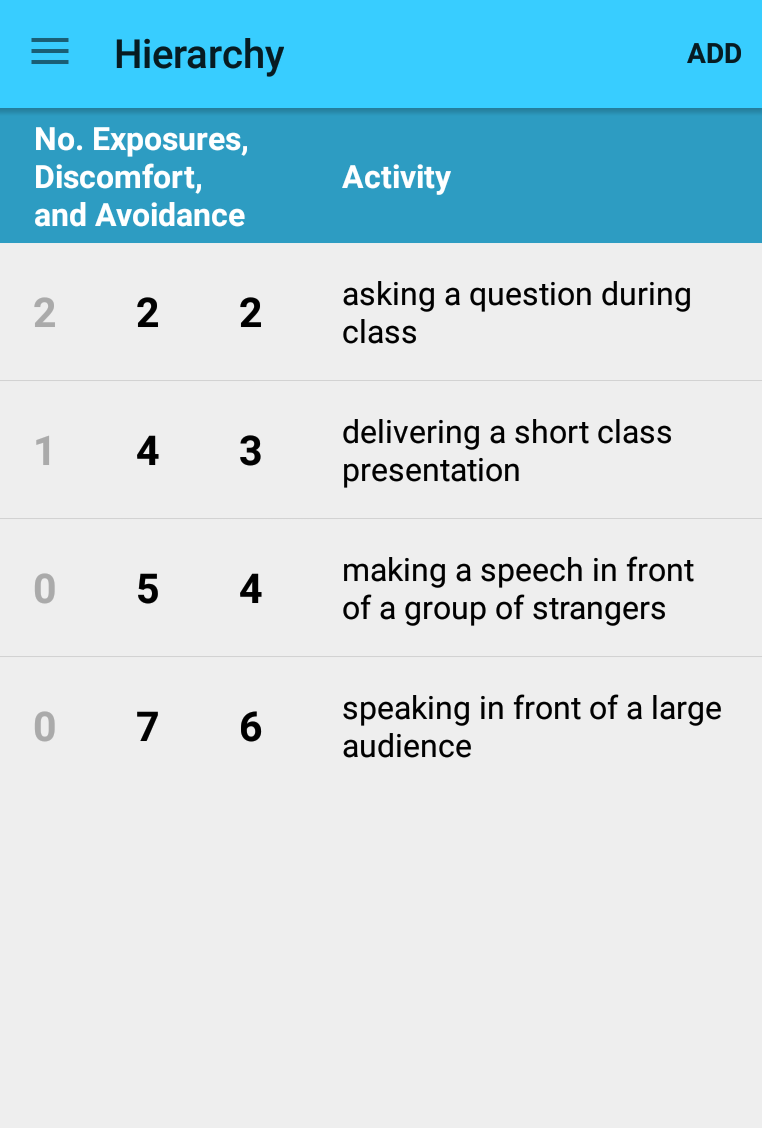 Hierarchy ADD
No. Exposures,
Discomfort,
and Avoidance
Activity
2 2 2 asking a question during
class
1 4 3 delivering a short class
presentation
0 5 4 making a speech in front
of a group of strangers
0 7 6 speaking in front of a large
audience